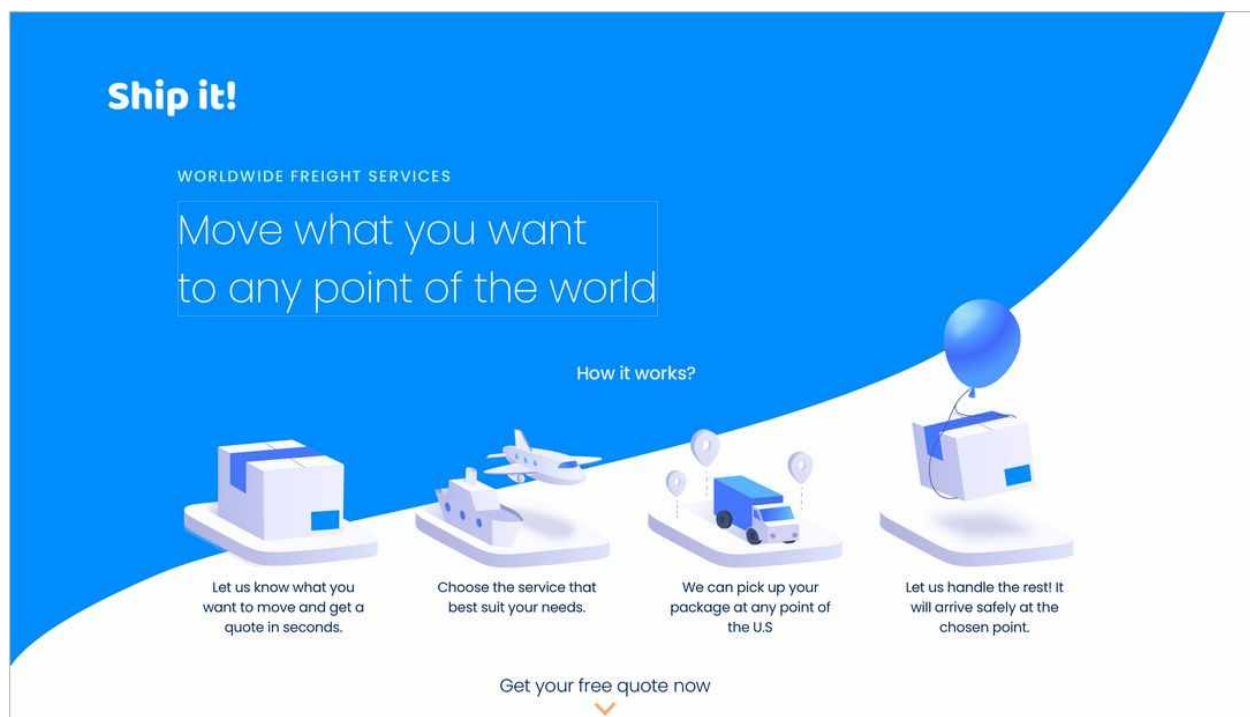 Ship it!
WORLDWIDE FREIGHT SERVICES
Move what you want
to any point of the world
How it works?
Let us know what you
want to move and get a
quote in seconds.
Choose the service that
best suit your needs.
We can pick up your
package at any point of
the U.S
Let us handle the rest! It
will arrive safely at the
chosen point.
Get your free quote now